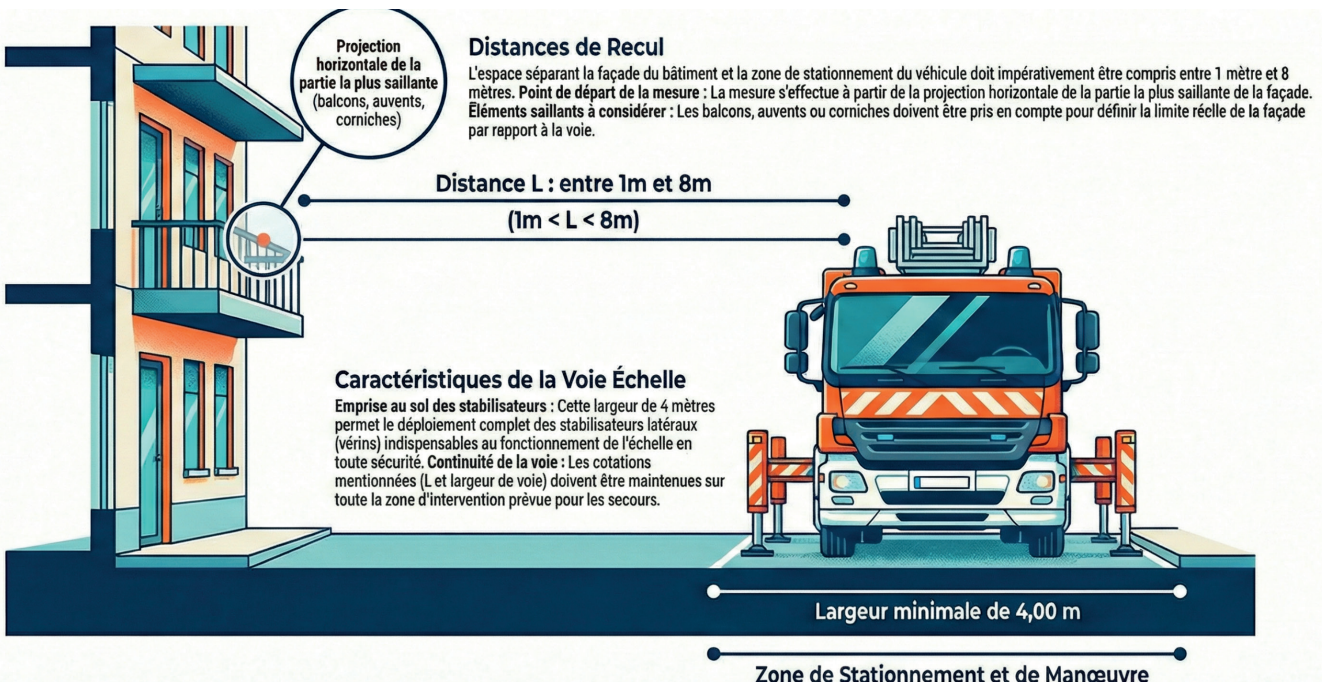 Projection
horizontale de la
partie la plus saillante
(balcons, auvents,
corniches)
Distances de Recul
L'espace séparant la façade du bâtiment et la zone de stationnement du véhicule doit impérativement être compris entre 1 mètre et 8
mètres. Point de départ de la mesure : La mesure s'effectue à partir de la projection horizontale de la partie la plus saillante de la façade.
Éléments saillants à considérer : Les balcons, auvents ou corniches doivent être pris en compte pour définir la limite réelle de la façade
par rapport à la voie.
Distance L : entre 1m et 8m
(1m < L < 8m)
Caractéristiques de la Voie Échelle
Emprise au sol des stabilisateurs : Cette largeur de 4 mètres
permet le déploiement complet des stabilisateurs latéraux
(vérins) indispensables au fonctionnement de l'échelle en
toute sécurité. Continuité de la voie : Les cotations
mentionnées (L et largeur de voie) doivent être maintenues sur
toute la zone d'intervention prèvue pour les secours.
Largeur minimale de 4,00 m
Zone de Stationnement et de Manœuvre